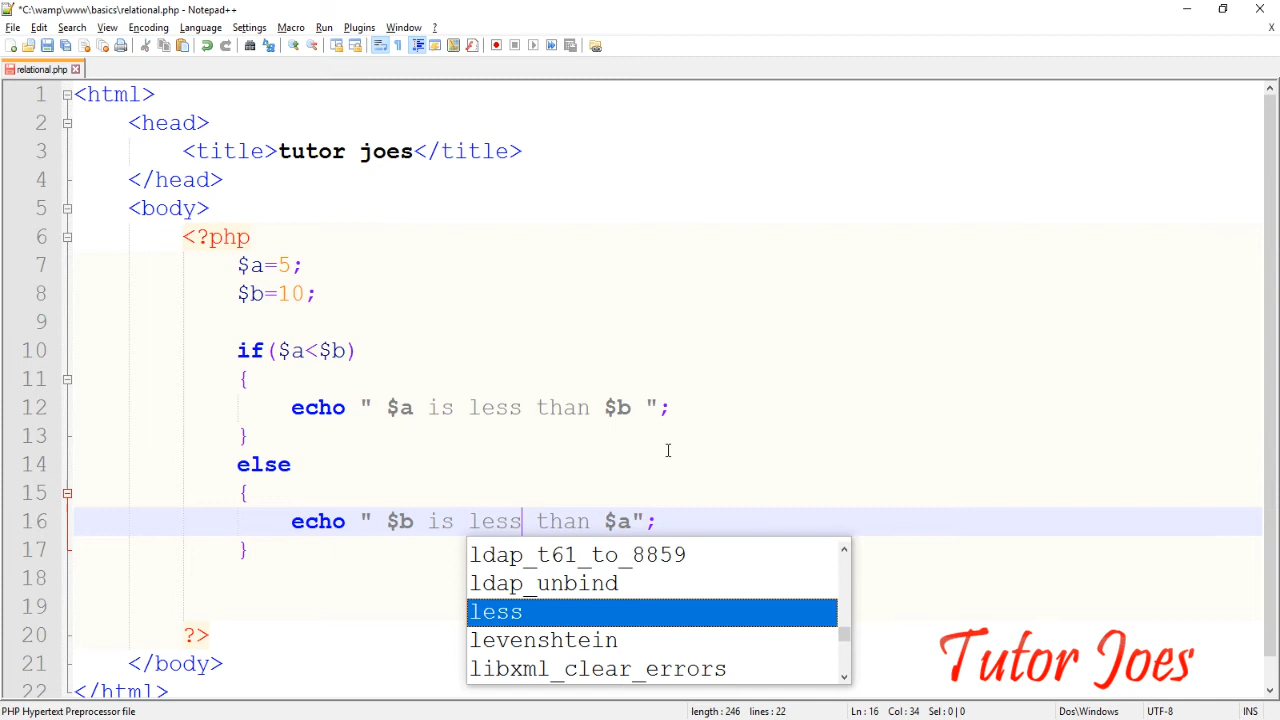 *C:\wamp\www\basics\relational.php - Notepad++
File Edit Search View Encoding Language Settings Macro Run Plugins Window ? X
relational.php
1 <html>
2 <head>
3 <title>tutor joes</title>
4 </head>
5 <body>
6 <?php
7 $a=5;
8 $b=10;
9
10 if($a<$b)
11 {
12 echo " $a is less than $b ";
13 }
14 else
15 {
16 echo " $b is less than $a";
17 }
18
19
20 ?>
21 </body>
22 </html>
ldap_t61_to_8859
ldap_unbind
less
levenshtein
libxml_clear_errors
Tutor Joes
PHP Hypertext Preprocessor file length : 246 lines : 22 Ln : 16 Col : 34 Sel : 0 | 0 Dos\Windows UTF-8 INS